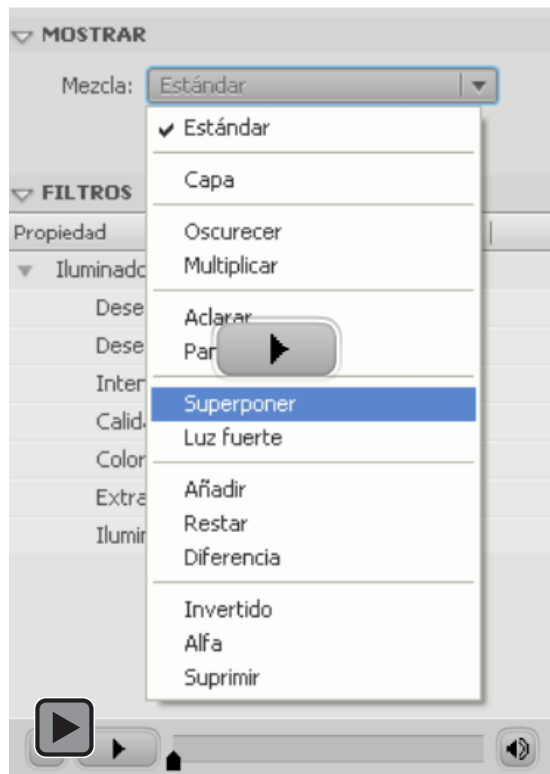 MOSTRAR
Mezcla: Estándar
Estándar
Capa
FILTROS
Propiedad
Oscurecer
Multiplicar
Aclarar
Superponer
Luz fuerte
Añadir
Restar
Diferencia
Invertido
Alfa
Suprimir